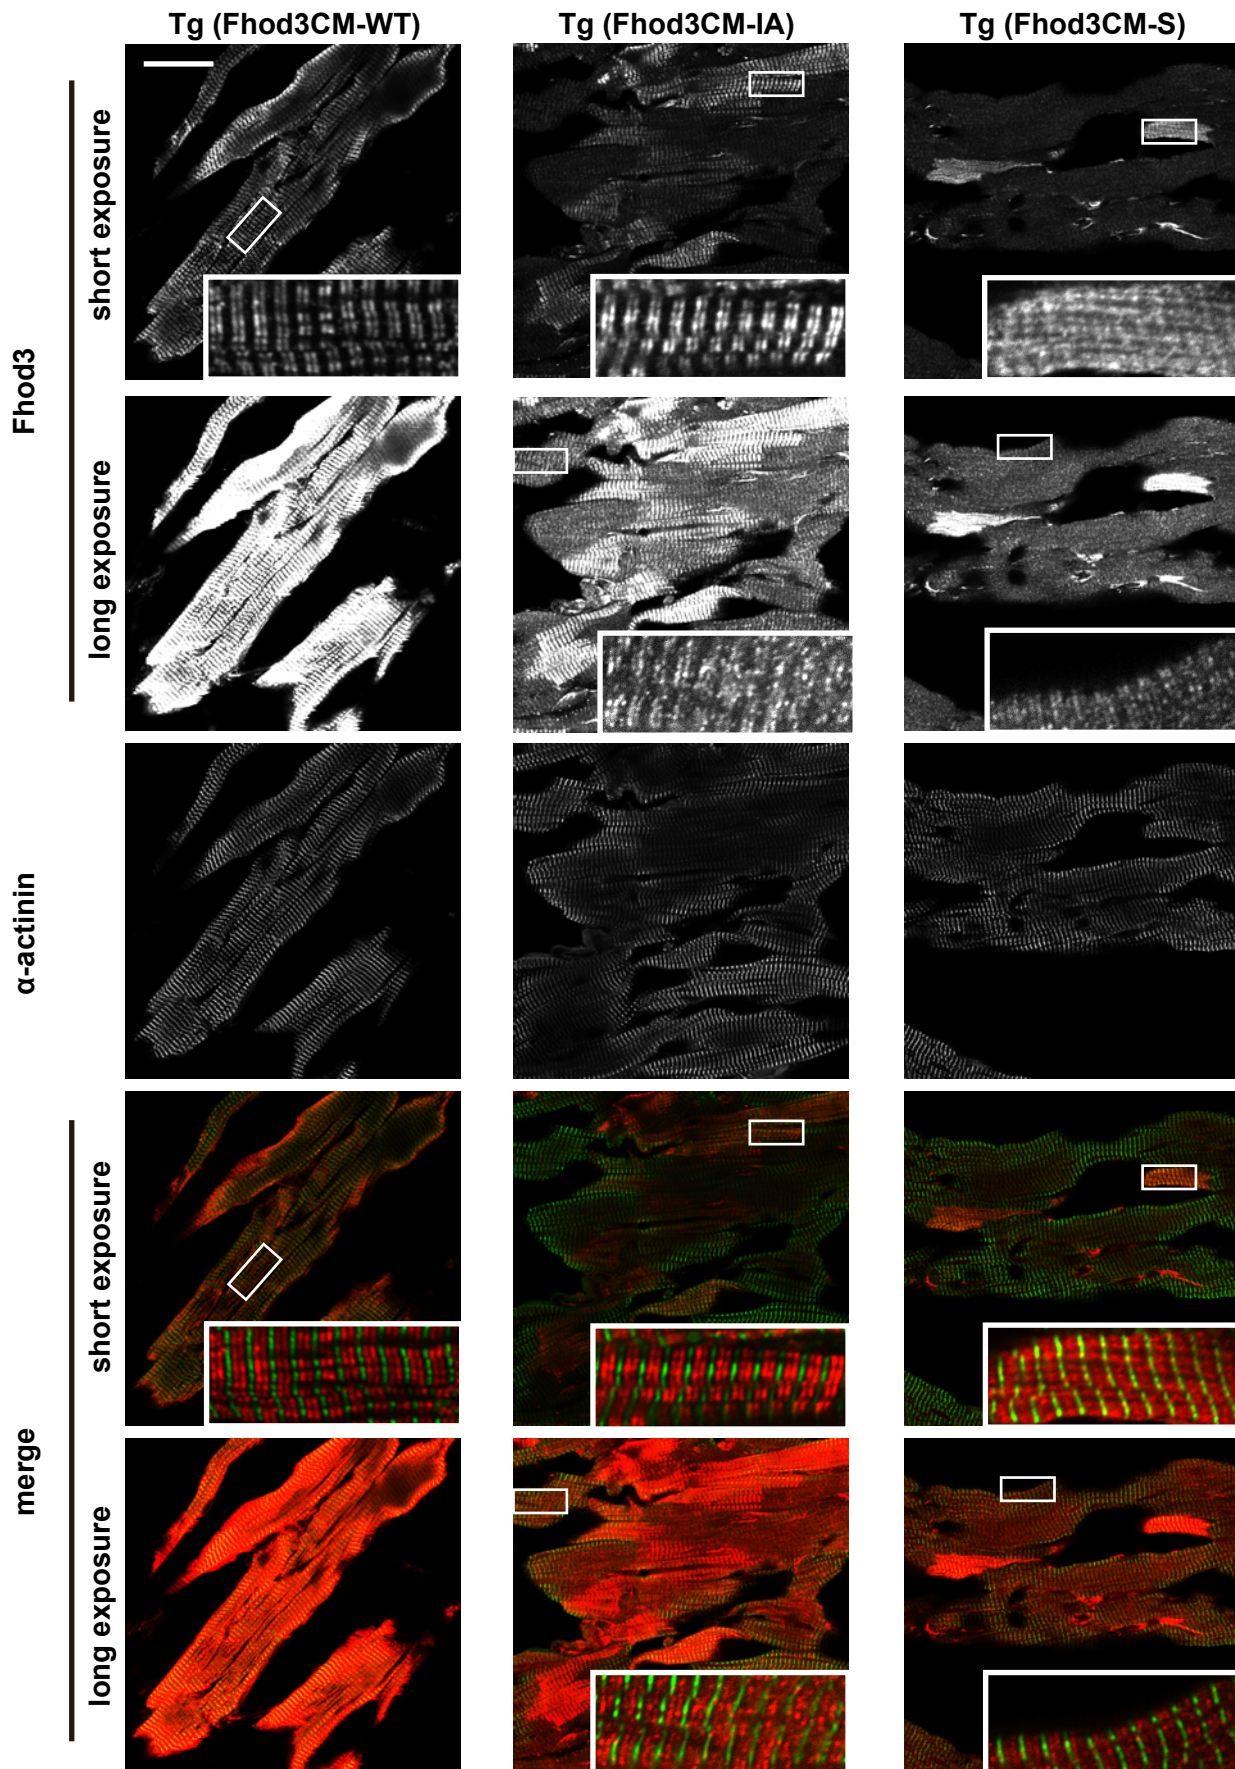 Tg (Fhod3CM-WT)
Tg (Fhod3CM-IA)
Tg (Fhod3CM-S)
Fhod3
short exposure
long exposure
α-actinin
merge
short exposure
long exposure